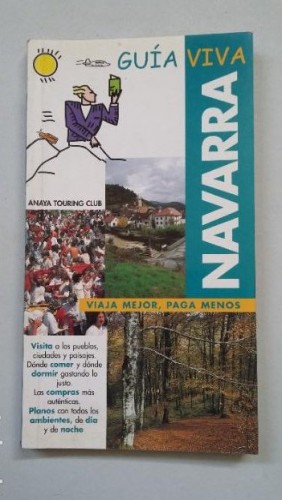 GUÍA VIVA
NAVARRA
ANAYA TOURING CLUB
VIAJA MEJOR, PAGA MENOS
Visita a los pueblos,
ciudades y paisajes.
Dónde comer y dónde
dormir gastando lo
justo.
Las compras más
auténticas.
Planos con todos los
ambientes, de día
y de noche